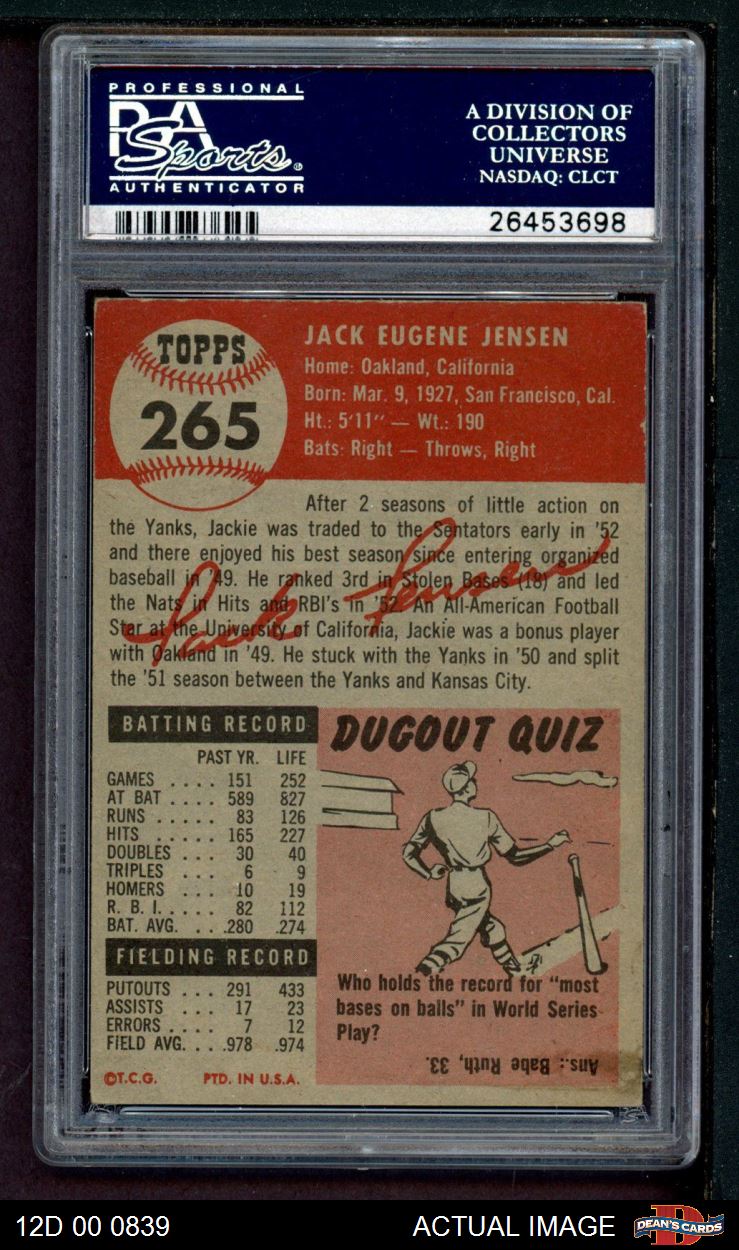 PROFESSIONAL
PSA
Sports
AUTHENTICATOR
A DIVISION OF
COLLECTORS
UNIVERSE
NASDAQ: CLCT
26453698
TOPPS
265
JACK EUGENE JENSEN
Home: Oakland, California
Born: Mar. 9, 1927, San Francisco, Cal.
Ht.: 5'11" — Wt.: 190
Bats: Right — Throws, Right
After 2 seasons of little action on
the Yanks, Jackie was traded to the Sentators early in '52
and there enjoyed his best season since entering organized
baseball in '49. He ranked 3rd in Stolen Bases (18) and led
the Nats in Hits and RBI's in '52. An All-American Football
Star at the University of California, Jackie was a bonus player
with Oakland in '49. He stuck with the Yanks in '50 and split
the '51 season between the Yanks and Kansas City.
Jack Jensen
BATTING RECORD
PAST YR. LIFE
GAMES .... 151 252
AT BAT .... 589 827
RUNS ..... 83 126
HITS ..... 165 227
DOUBLES ... 30 40
TRIPLES ... 6 9
HOMERS ... 10 19
R. B. I. .... 82 112
BAT. AVG. ... .280 .274
FIELDING RECORD
PUTOUTS ... 291 433
ASSISTS ... 17 23
ERRORS .... 7 12
FIELD AVG. ... .978 .974
©T.C.G. PTD. IN U.S.A.
DUGOUT QUIZ
Who holds the record for "most
bases on balls" in World Series
Play?
Ans.: Babe Ruth, 33.
12D 00 0839
ACTUAL IMAGE
D
DEAN'S CARDS